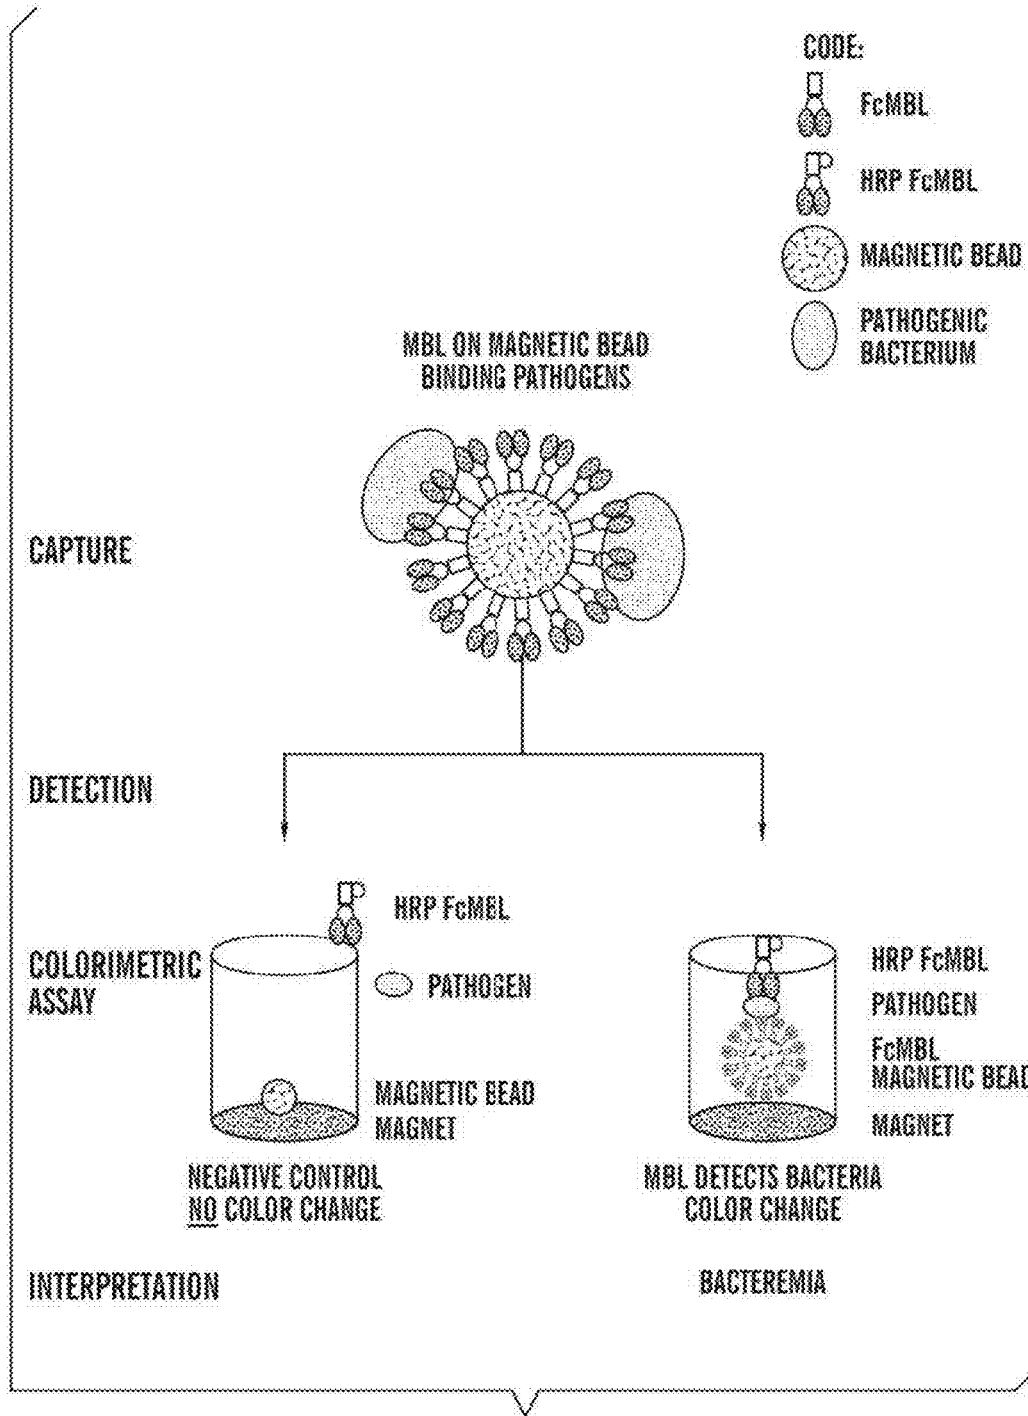 CODE:
FcMBL
HRP FcMBL
MAGNETIC BEAD
PATHOGENIC
BACTERIUM
MBL ON MAGNETIC BEAD
BINDING PATHOGENS
CAPTURE
DETECTION
HRP FcMBL
COLORIMETRIC
ASSAY
PATHOGEN
MAGNETIC BEAD
MAGNET
HRP FcMBL
PATHOGEN
FcMBL
MAGNETIC BEAD
MAGNET
NEGATIVE CONTROL
NO COLOR CHANGE
MBL DETECTS BACTERIA
COLOR CHANGE
INTERPRETATION
BACTEREMIA